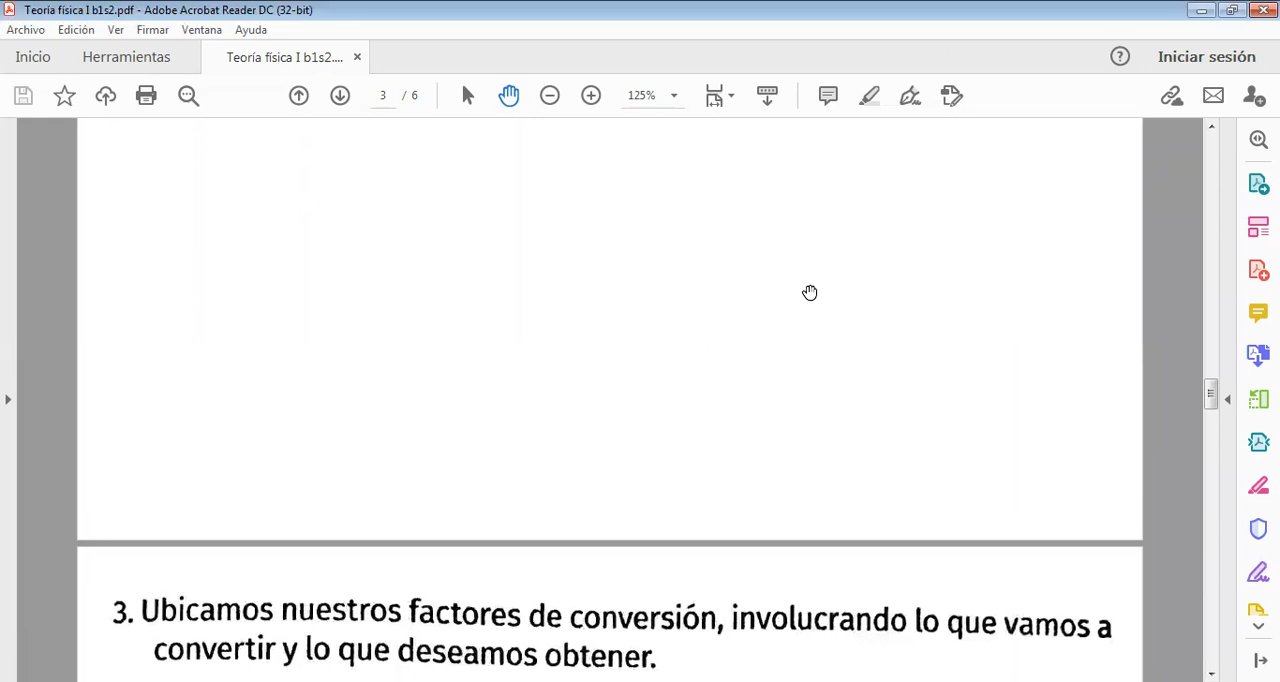 Teoría física I b1s2.pdf - Adobe Acrobat Reader DC (32-bit)
Archivo Edición Ver Firmar Ventana Ayuda
Inicio Herramientas Teoría física I b1s2.... × Iniciar sesión
3 / 6 125%
3. Ubicamos nuestros factores de conversión, involucrando lo que vamos a
convertir y lo que deseamos obtener.